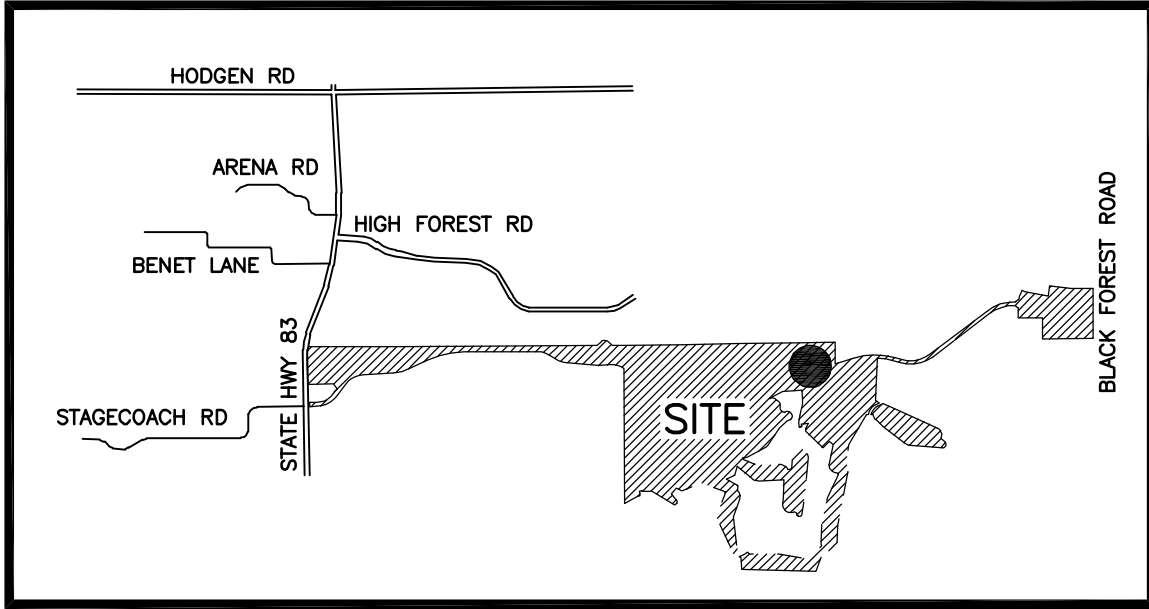 HODGEN RD
ARENA RD
HIGH FOREST RD
BENET LANE
BLACK FOREST ROAD
STATE HWY 83
STAGECOACH RD
SITE